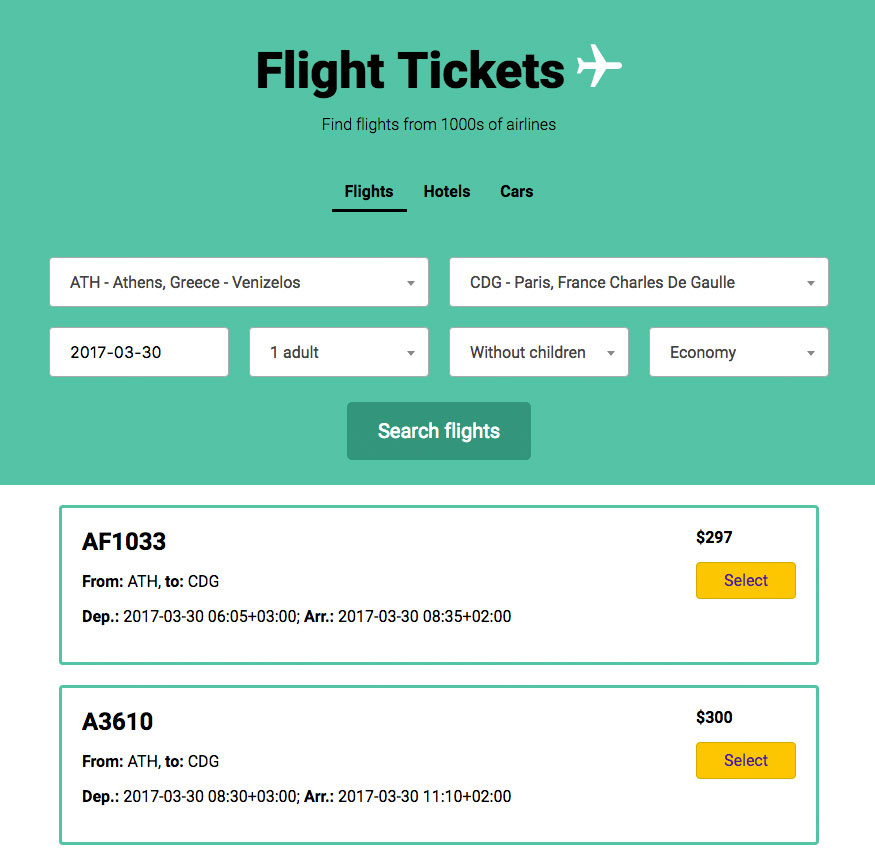 Flight Tickets
Find flights from 1000s of airlines
Flights Hotels Cars
ATH - Athens, Greece - Venizelos CDG - Paris, France Charles De Gaulle
2017-03-30 1 adult Without children Economy
Search flights
AF1033 $297
From: ATH, to: CDG Select
Dep.: 2017-03-30 06:05+03:00; Arr.: 2017-03-30 08:35+02:00
A3610 $300
From: ATH, to: CDG Select
Dep.: 2017-03-30 08:30+03:00; Arr.: 2017-03-30 11:10+02:00